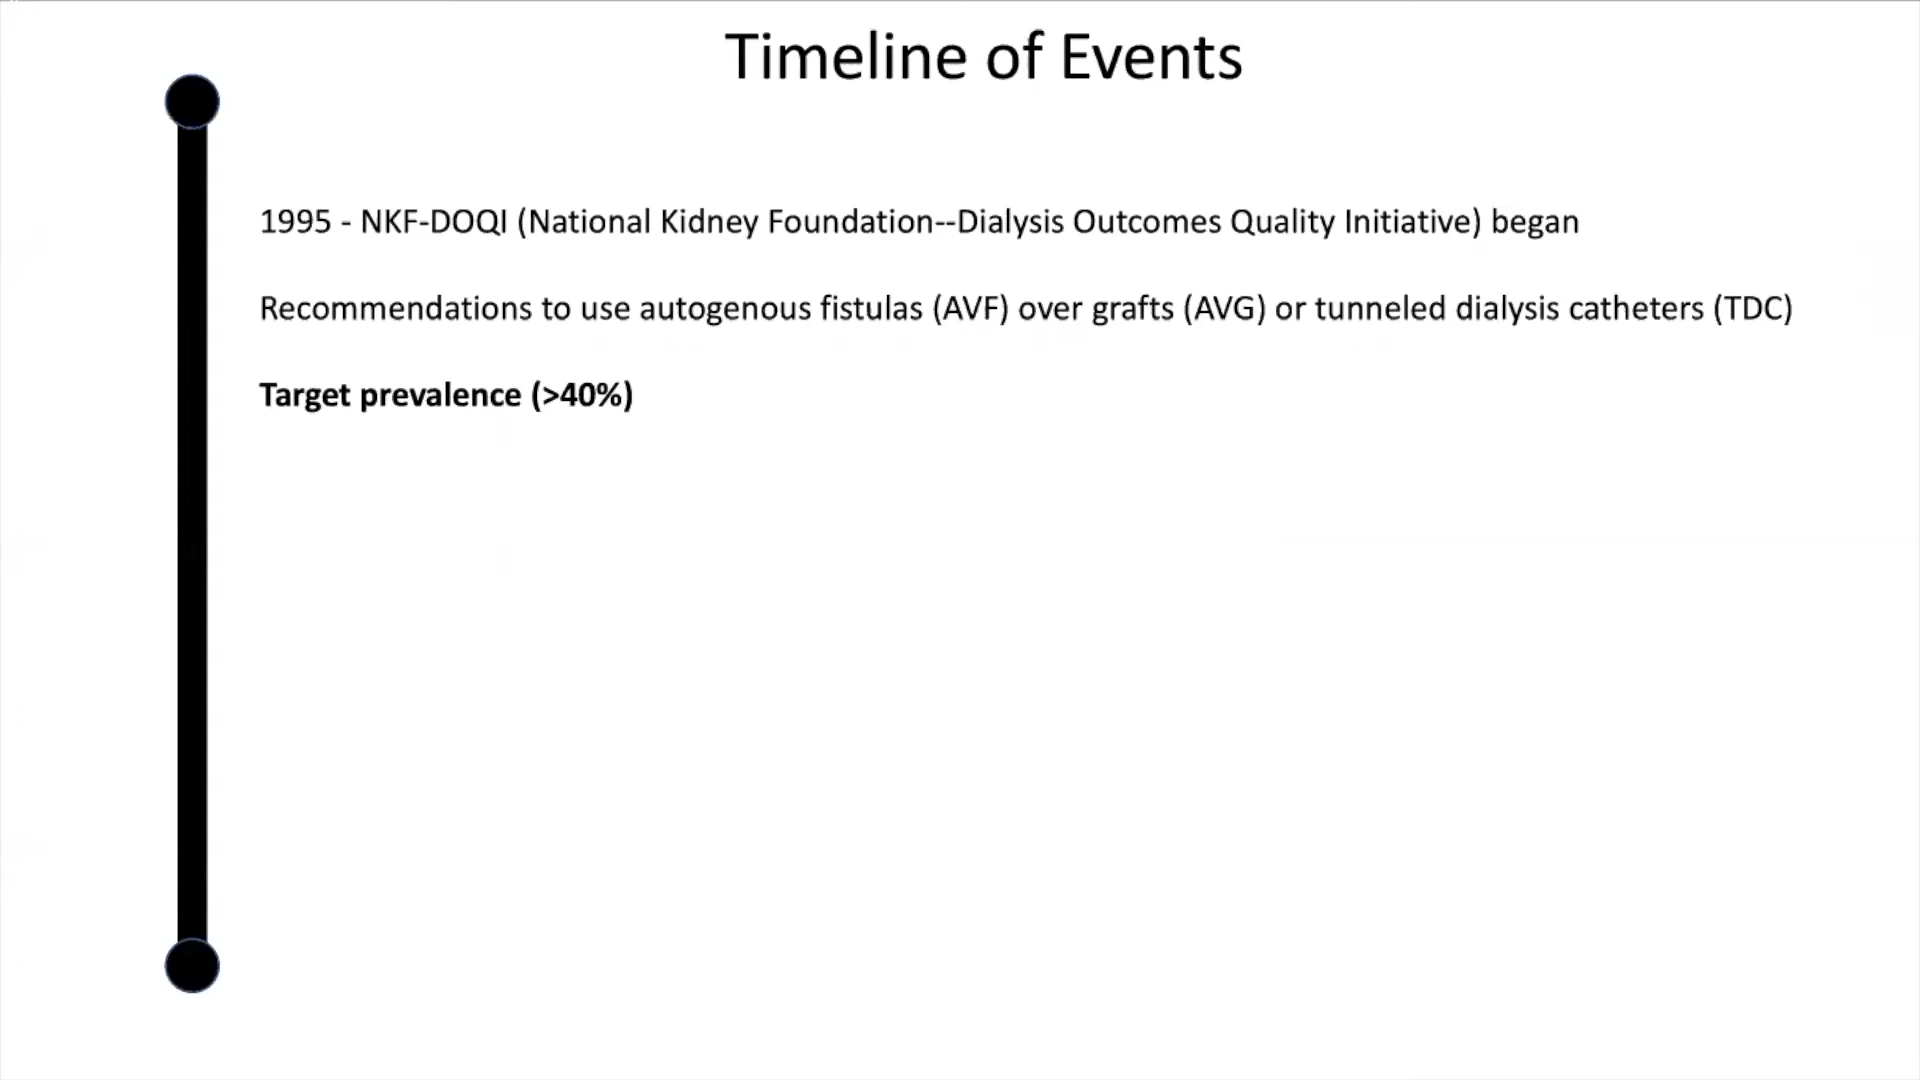 Timeline of Events
1995 - NKF-DOQI (National Kidney Foundation--Dialysis Outcomes Quality Initiative) began
Recommendations to use autogenous fistulas (AVF) over grafts (AVG) or tunneled dialysis catheters (TDC)
Target prevalence (>40%)